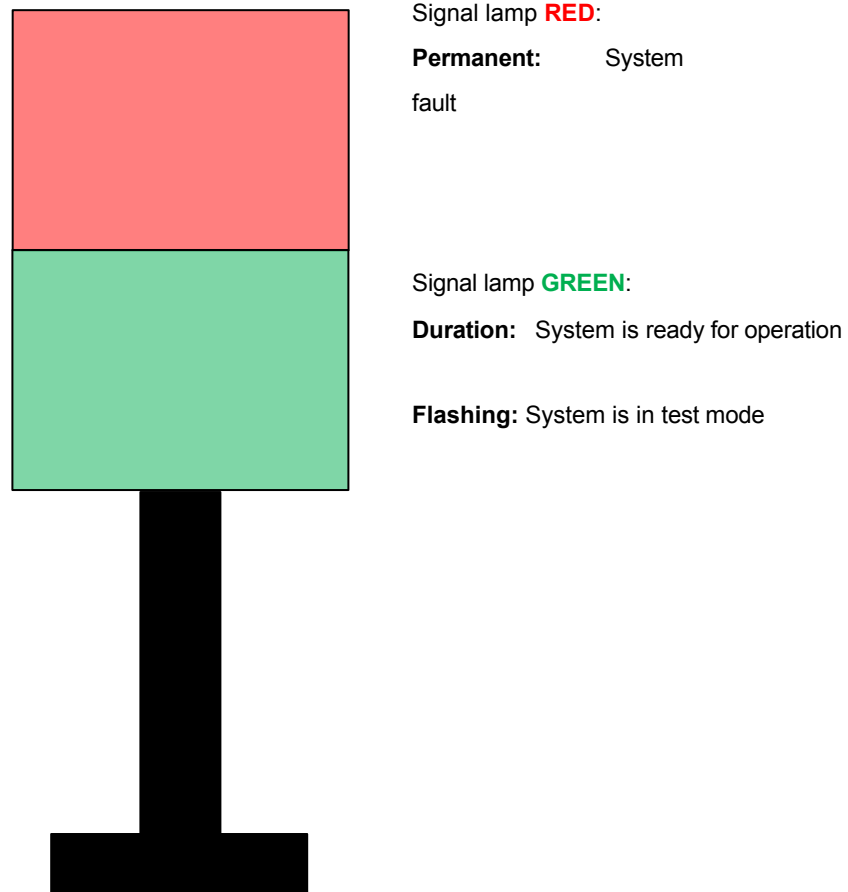 Signal lamp RED:
Permanent: System
fault
Signal lamp GREEN:
Duration: System is ready for operation
Flashing: System is in test mode